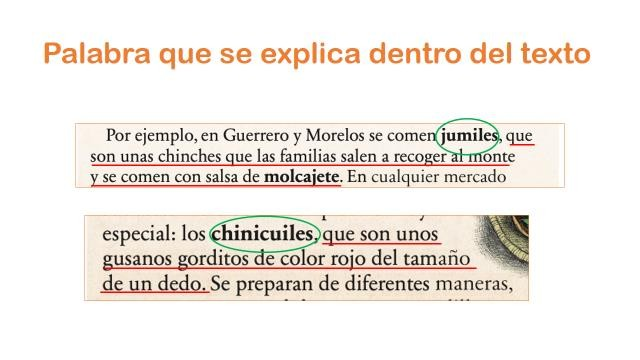 Palabra que se explica dentro del texto
Por ejemplo, en Guerrero y Morelos se comen jumiles, que
son unas chinches que las familias salen a recoger al monte
y se comen con salsa de molcajete. En cualquier mercado
especial: los chinicuiles, que son unos
gusanos gorditos de color rojo del tamaño
de un dedo. Se preparan de diferentes maneras,